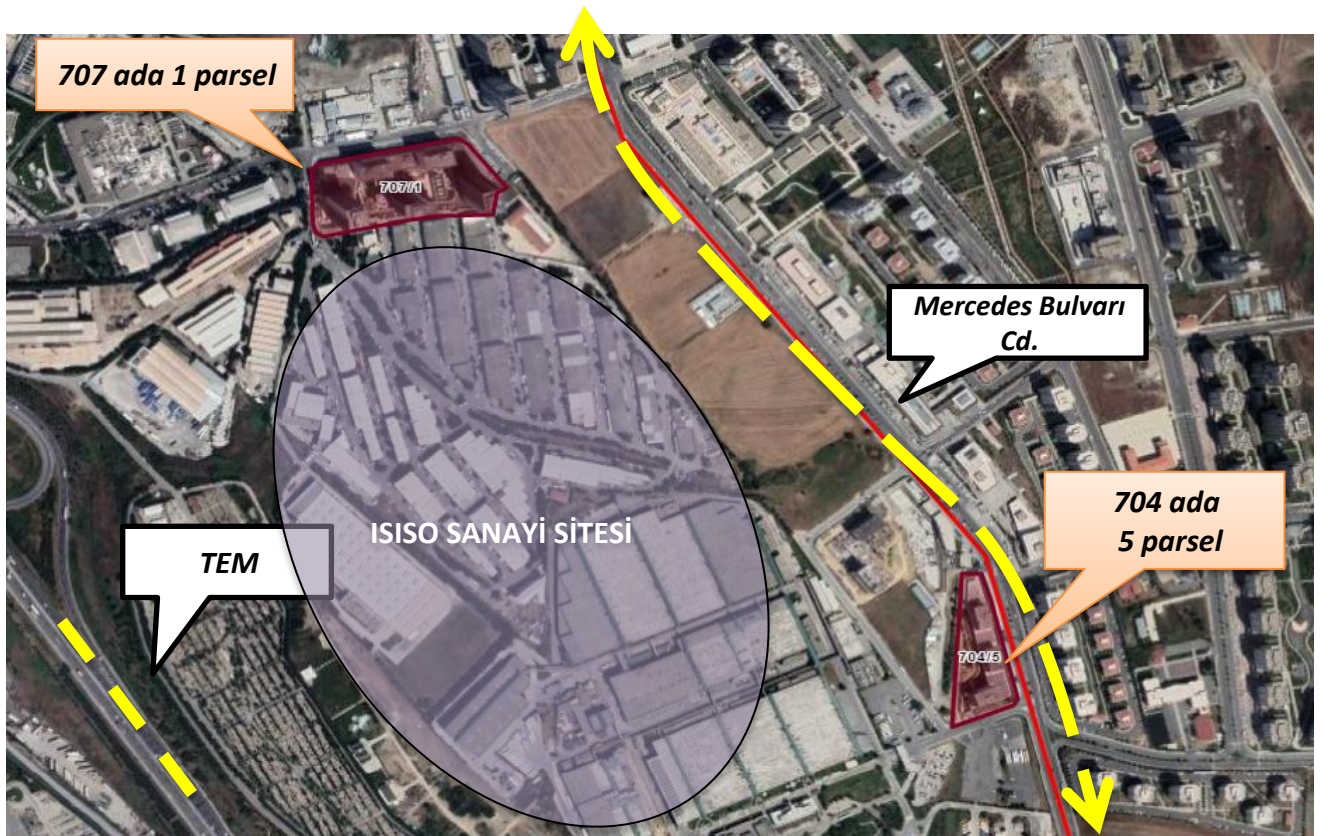 707 ada 1 parsel
707/1
Mercedes Bulvarı
Cd.
704 ada
5 parsel
ISISO SANAYİ SİTESİ
TEM
704/5